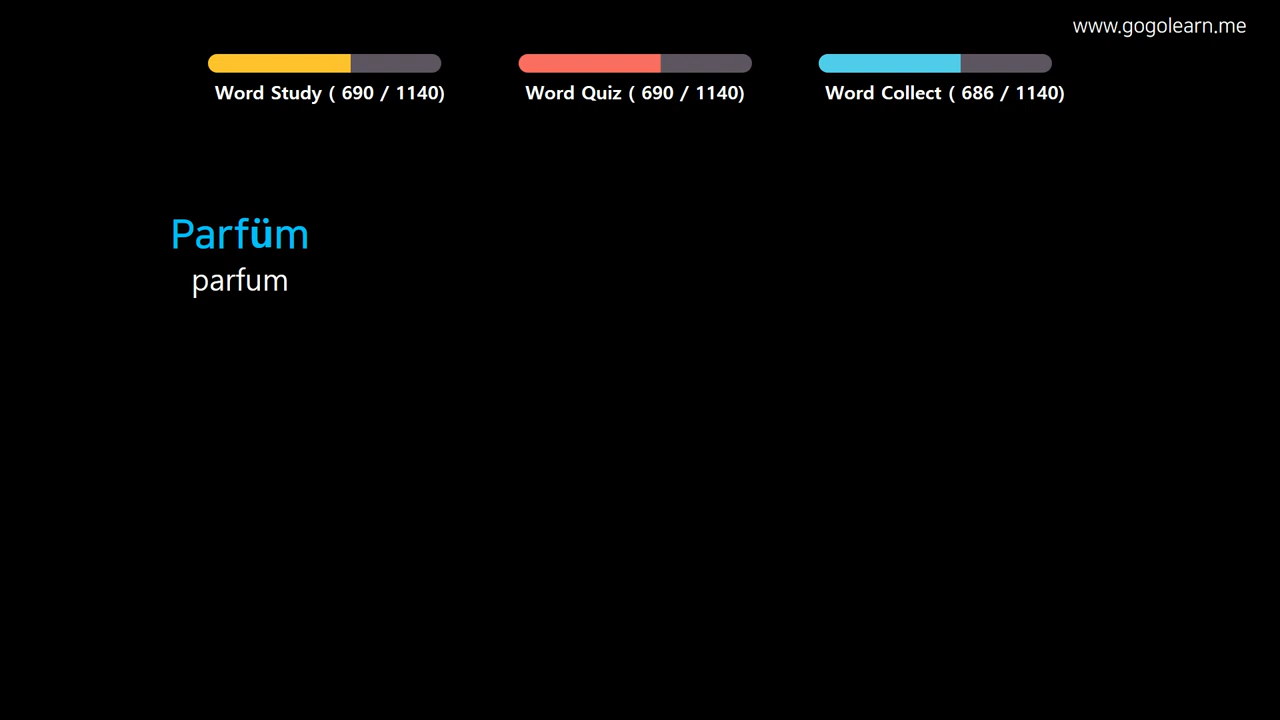 www.gogolearn.me
Word Study ( 690 / 1140)
Word Quiz ( 690 / 1140)
Word Collect ( 686 / 1140)
Parfüm
parfum